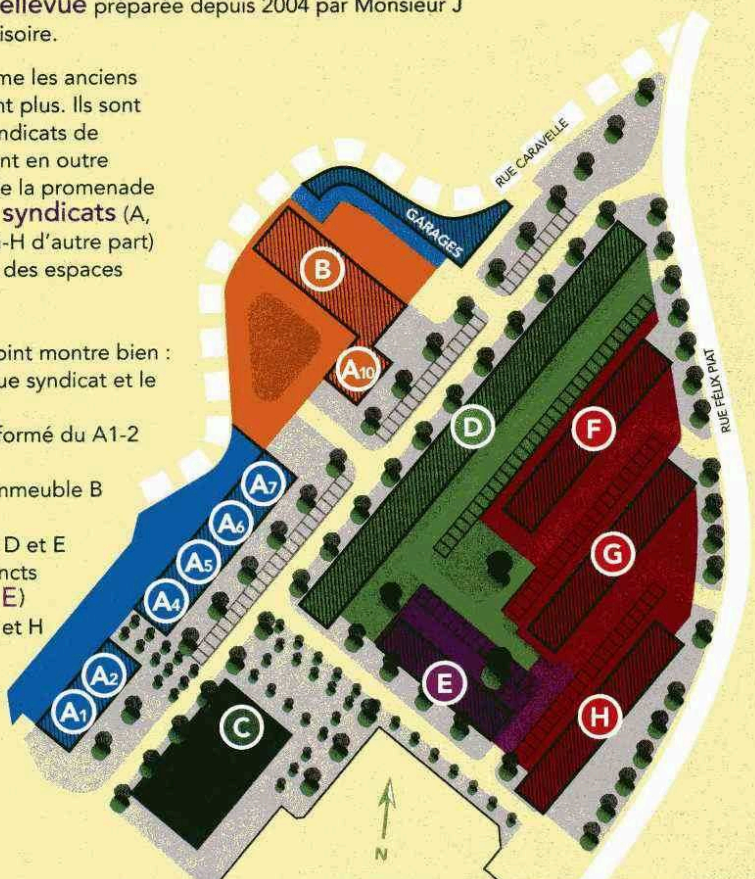 ellevue préparée depuis 2004 par Monsieur J
isoire.
me les anciens
nt plus. Ils sont
ndicats de
nt en outre
e la promenade
syndicats (A,
-H d'autre part)
des espaces
oint montre bien :
ue syndicat et le
formé du A1-2
nmeuble B
D et E
ncts
E)
et H
RUE CARAVELLE
GARAGES
B
A10
D
F
RUE FÉLIX PIAT
A7
A6
A5
A4
G
A2
A1
E
H
C
N